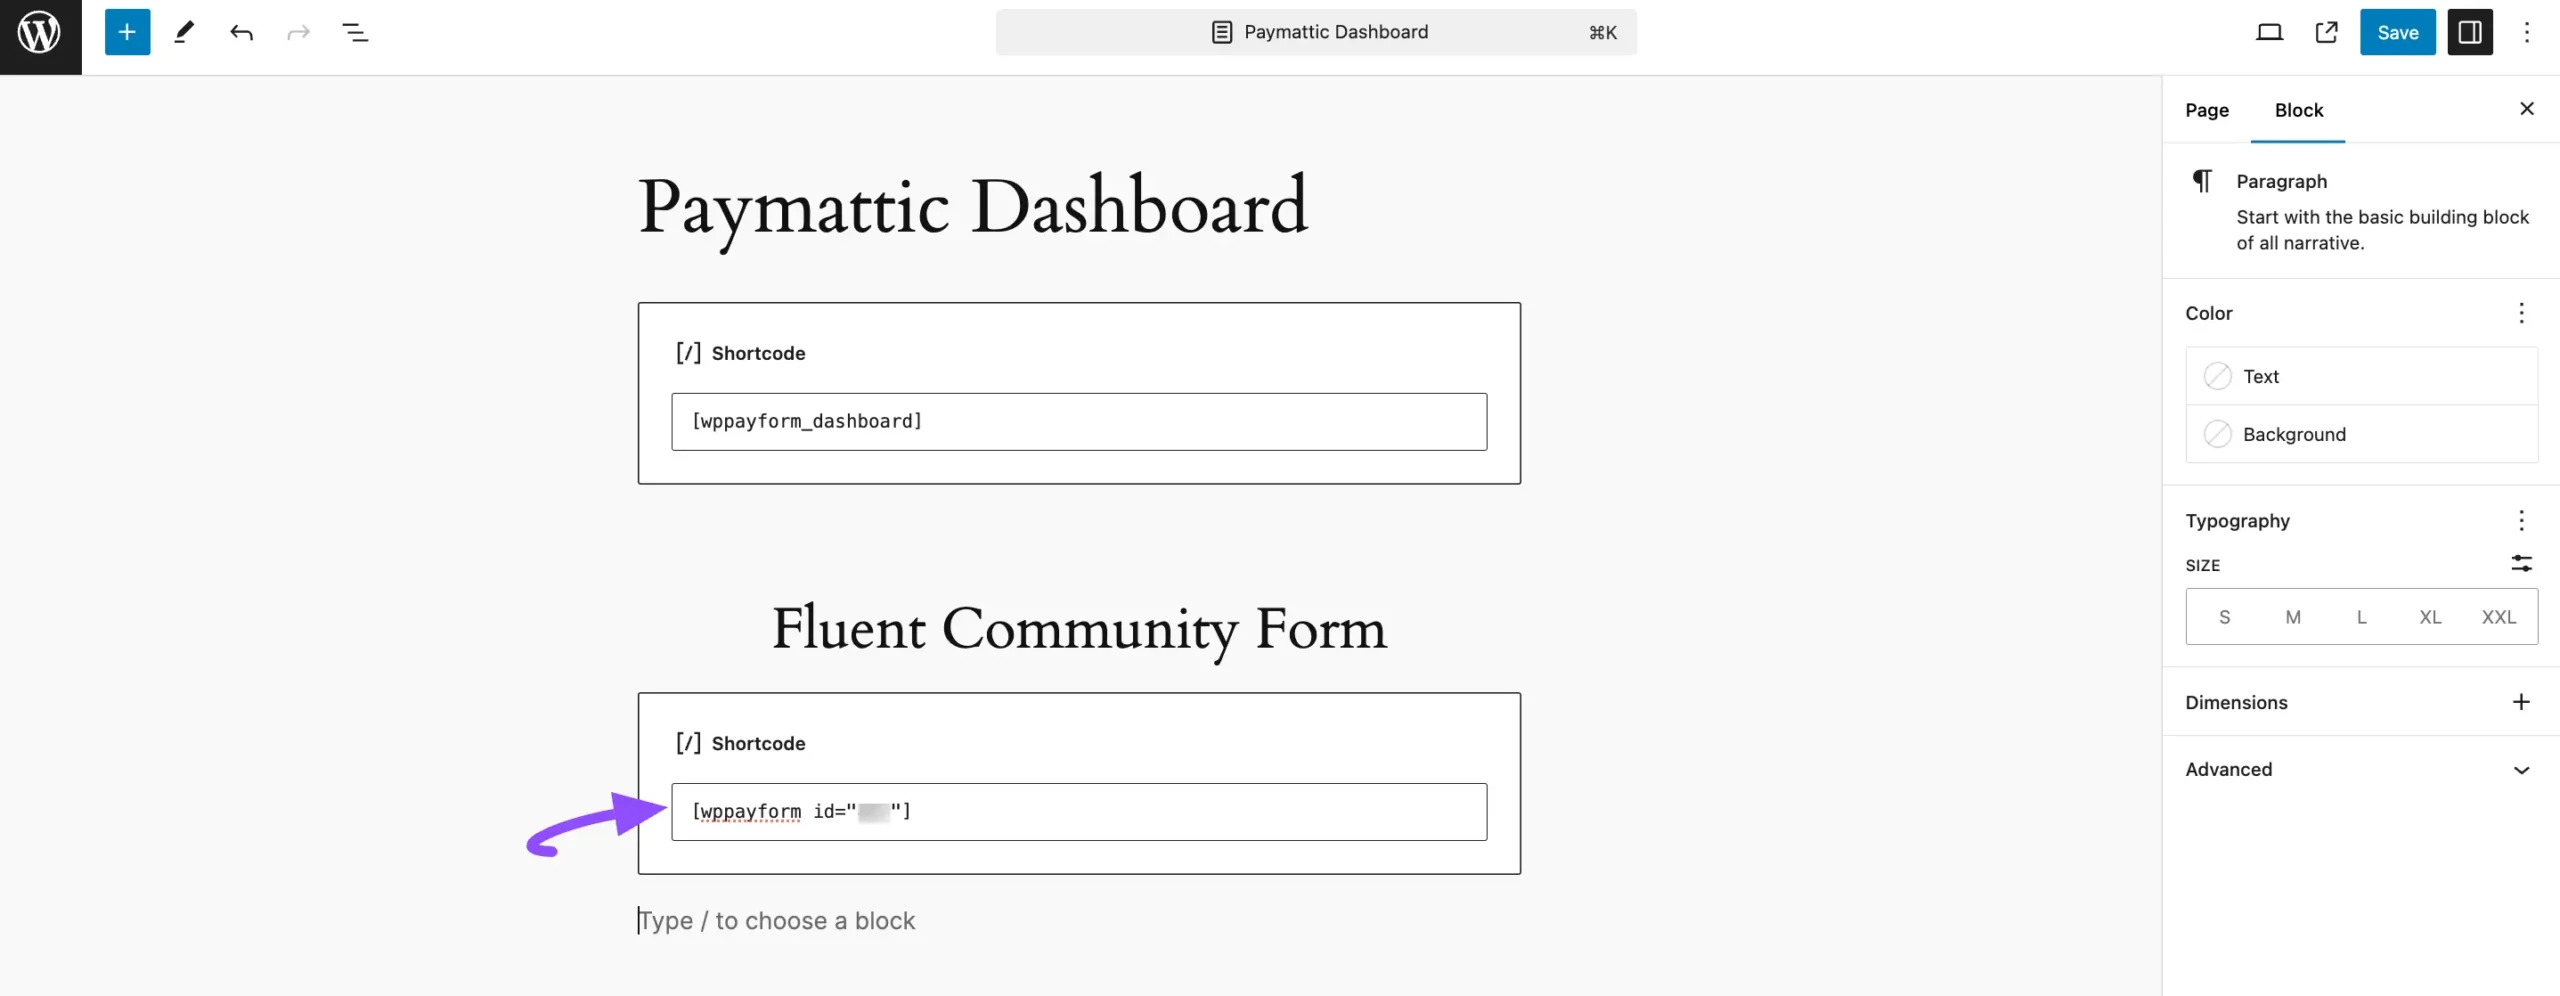 Paymattic Dashboard ⌘K
Save
Page Block
Paragraph
Start with the basic building block
of all narrative.
Color
Text
Background
Typography
SIZE
S M L XL XXL
Dimensions
Advanced
Paymattic Dashboard
[/] Shortcode
[wppayform_dashboard]
Fluent Community Form
[/] Shortcode
[wppayform id=" "]
Type / to choose a block